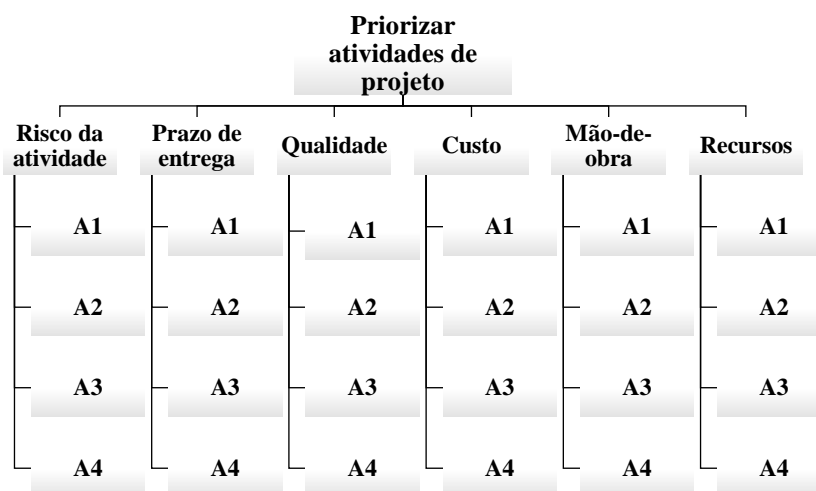 Priorizar
atividades de
projeto
Risco da
atividade
Prazo de
entrega
Qualidade
Custo
Mão-de-
obra
Recursos
A1
A1
A1
A1
A1
A1
A2
A2
A2
A2
A2
A2
A3
A3
A3
A3
A3
A3
A4
A4
A4
A4
A4
A4